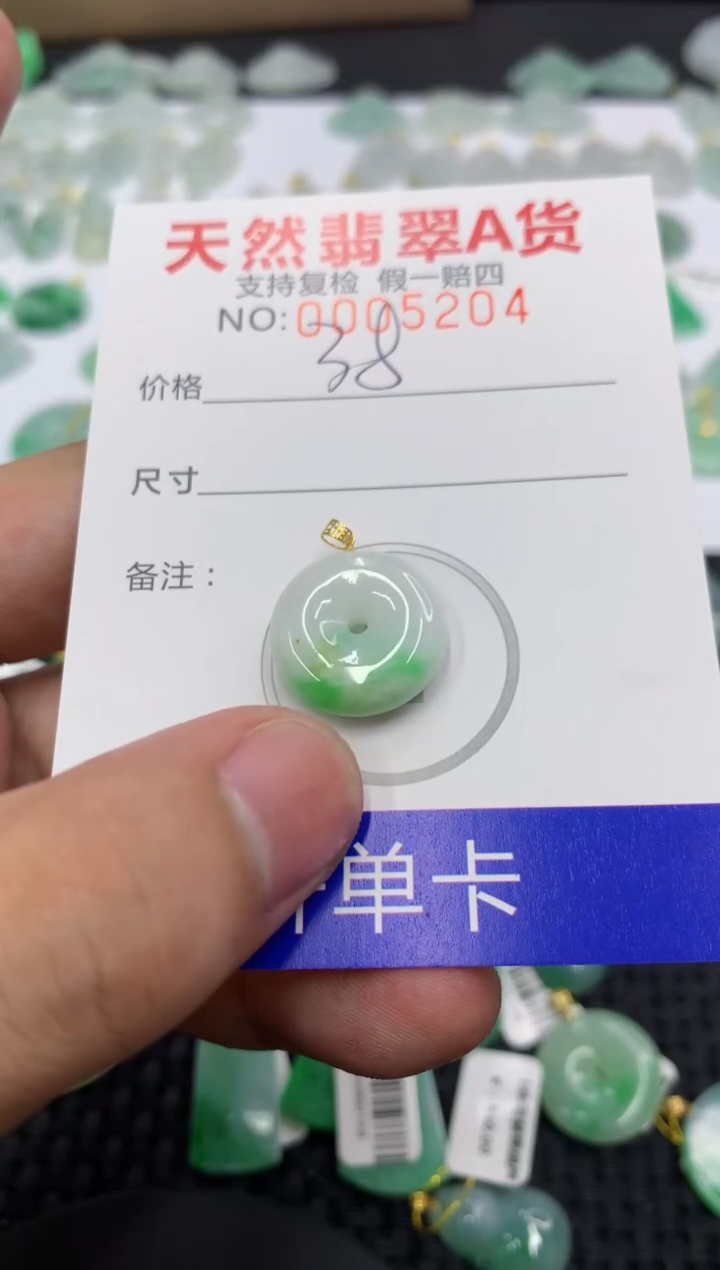 天然翡翠A货
支持复检 假一赔四
NO:0005204
价格 38
尺寸
备注：
单卡